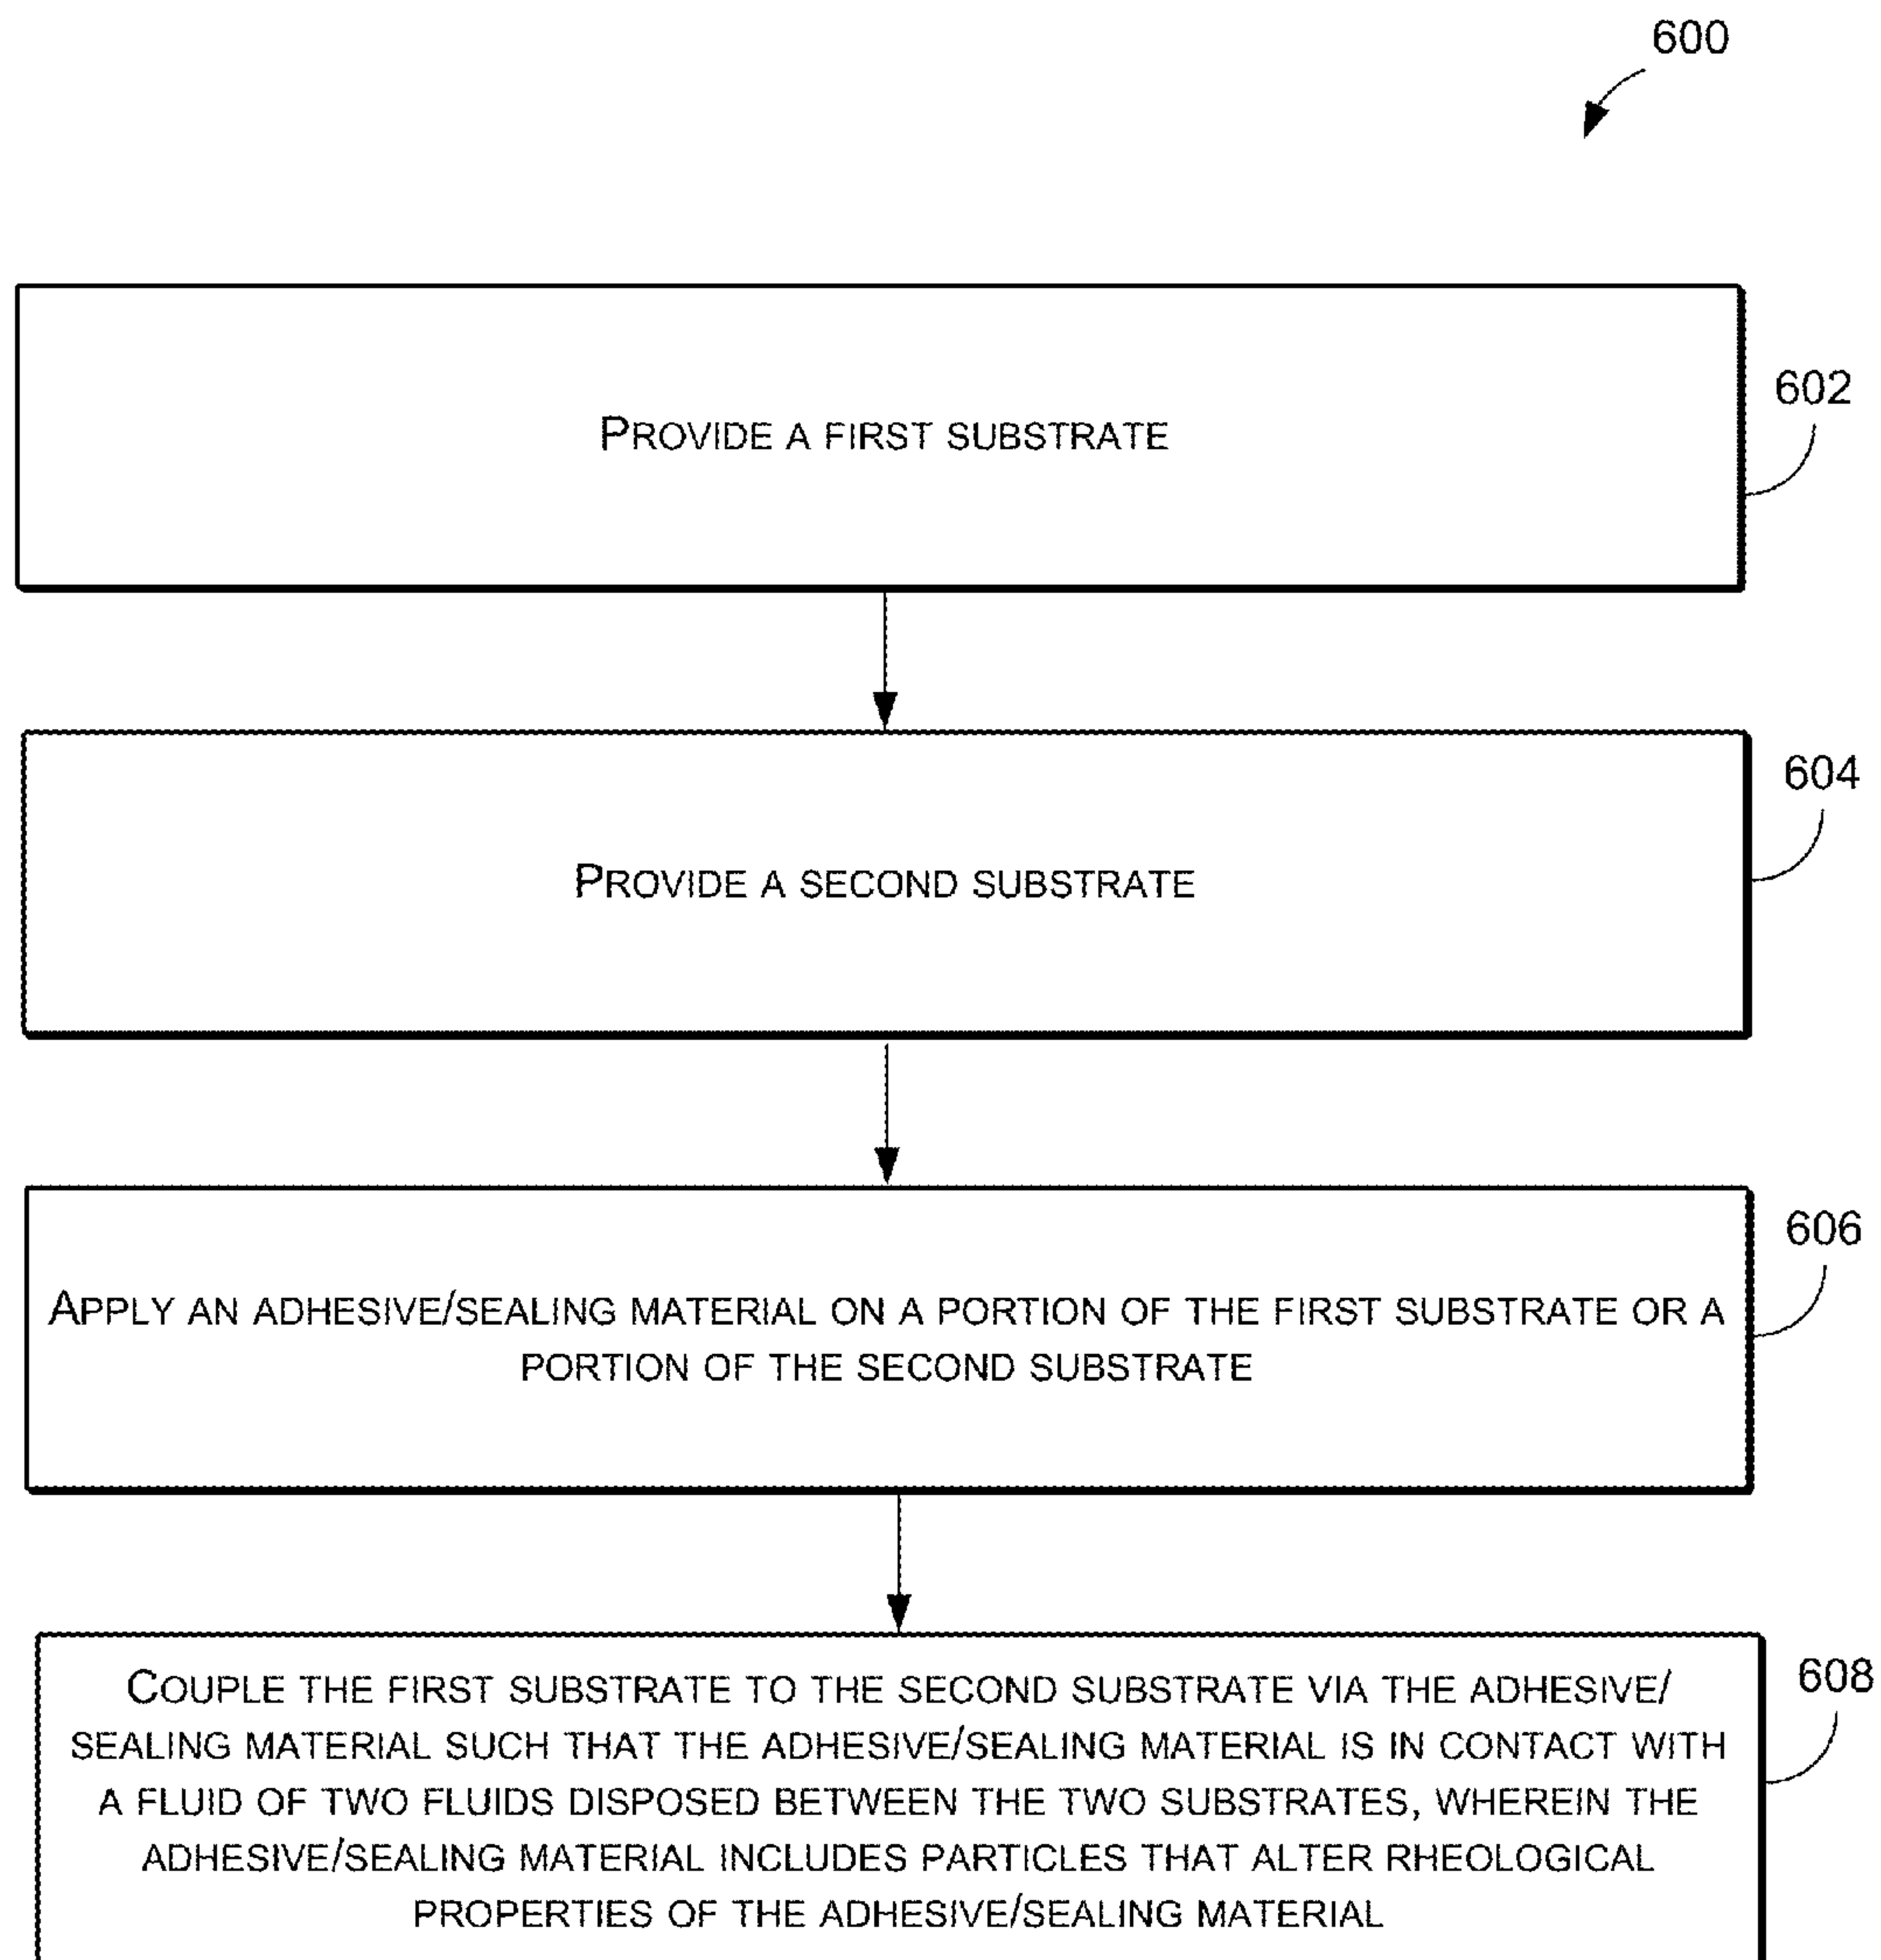 600
PROVIDE A FIRST SUBSTRATE
602
PROVIDE A SECOND SUBSTRATE
604
APPLY AN ADHESIVE/SEALING MATERIAL ON A PORTION OF THE FIRST SUBSTRATE OR A
PORTION OF THE SECOND SUBSTRATE
606
COUPLE THE FIRST SUBSTRATE TO THE SECOND SUBSTRATE VIA THE ADHESIVE/
SEALING MATERIAL SUCH THAT THE ADHESIVE/SEALING MATERIAL IS IN CONTACT WITH
A FLUID OF TWO FLUIDS DISPOSED BETWEEN THE TWO SUBSTRATES, WHEREIN THE
ADHESIVE/SEALING MATERIAL INCLUDES PARTICLES THAT ALTER RHEOLOGICAL
PROPERTIES OF THE ADHESIVE/SEALING MATERIAL
608